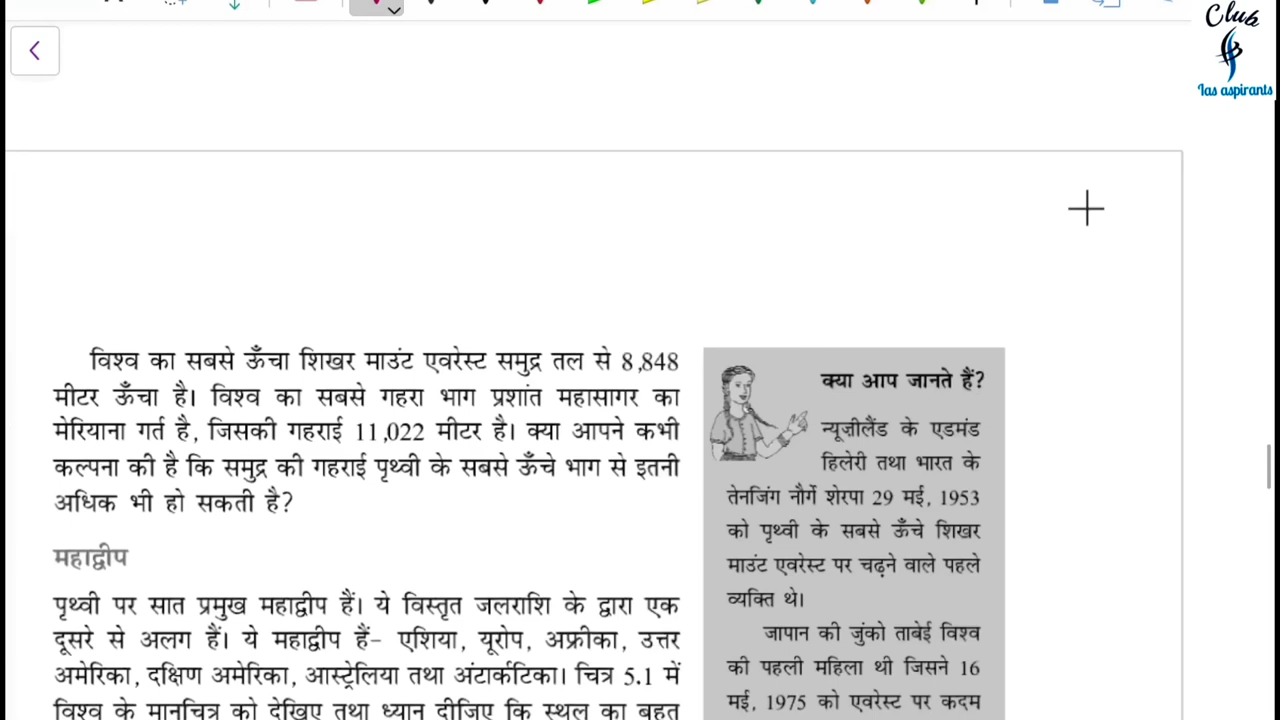 Club
Ias aspirants
विश्व का सबसे ऊँचा शिखर माउंट एवरेस्ट समुद्र तल से 8,848
मीटर ऊँचा है। विश्व का सबसे गहरा भाग प्रशांत महासागर का
मेरियाना गर्त है, जिसकी गहराई 11,022 मीटर है। क्या आपने कभी
कल्पना की है कि समुद्र की गहराई पृथ्वी के सबसे ऊँचे भाग से इतनी
अधिक भी हो सकती है?
महाद्वीप
पृथ्वी पर सात प्रमुख महाद्वीप हैं। ये विस्तृत जलराशि के द्वारा एक
दूसरे से अलग हैं। ये महाद्वीप हैं- एशिया, यूरोप, अफ्रीका, उत्तर
अमेरिका, दक्षिण अमेरिका, आस्ट्रेलिया तथा अंटार्कटिका। चित्र 5.1 में
विश्व के मानचित्र को देखिए तथा ध्यान दीजिए कि स्थल का बहुत
क्या आप जानते हैं?
न्यूजीलैंड के एडमंड
हिलेरी तथा भारत के
तेनजिंग नौर्गे शेरपा 29 मई, 1953
को पृथ्वी के सबसे ऊँचे शिखर
माउंट एवरेस्ट पर चढ़ने वाले पहले
व्यक्ति थे।
जापान की जुंको ताबेई विश्व
की पहली महिला थी जिसने 16
मई, 1975 को एवरेस्ट पर कदम